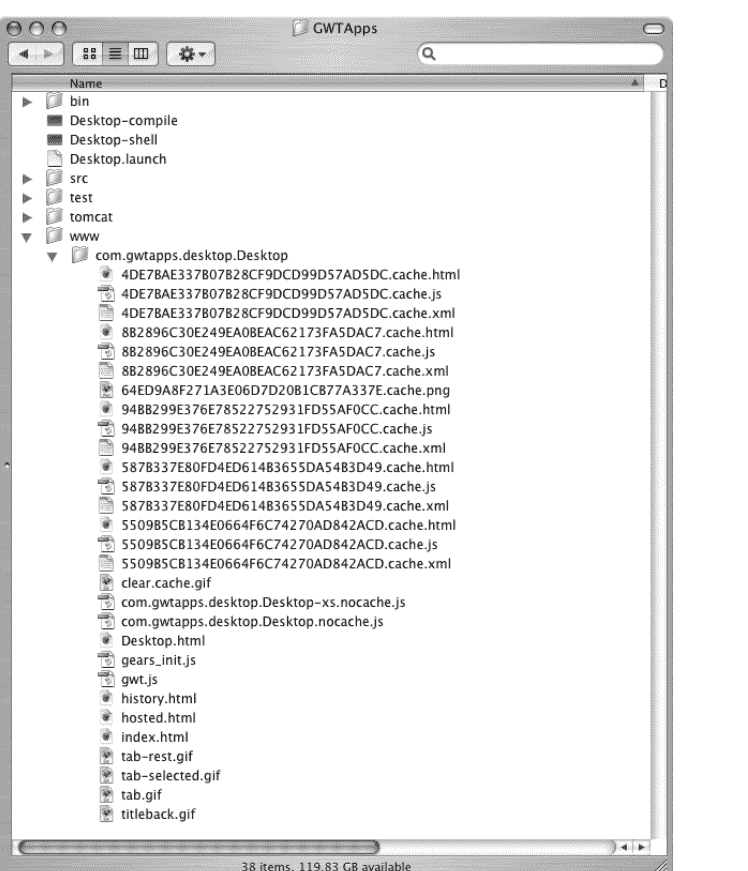 GWTApps
Name D
bin
Desktop-compile
Desktop-shell
Desktop.launch
src
test
tomcat
www
com.gwtapps.desktop.Desktop
4DE7BAE337B07B28CF9DCD99D57AD5DC.cache.html
4DE7BAE337B07B28CF9DCD99D57AD5DC.cache.js
4DE7BAE337B07B28CF9DCD99D57AD5DC.cache.xml
8B2896C30E249EA0BEAC62173FA5DAC7.cache.html
8B2896C30E249EA0BEAC62173FA5DAC7.cache.js
8B2896C30E249EA0BEAC62173FA5DAC7.cache.xml
64ED9A8F271A3E06D7D20B1CB77A337E.cache.png
94BB299E376E78522752931FD55AF0CC.cache.html
94BB299E376E78522752931FD55AF0CC.cache.js
94BB299E376E78522752931FD55AF0CC.cache.xml
587B337E80FD4ED614B3655DA54B3D49.cache.html
587B337E80FD4ED614B3655DA54B3D49.cache.js
587B337E80FD4ED614B3655DA54B3D49.cache.xml
5509B5CB134E0664F6C74270AD842ACD.cache.html
5509B5CB134E0664F6C74270AD842ACD.cache.js
5509B5CB134E0664F6C74270AD842ACD.cache.xml
clear.cache.gif
com.gwtapps.desktop.Desktop-xs.nocache.js
com.gwtapps.desktop.Desktop.nocache.js
Desktop.html
gears_init.js
gwt.js
history.html
hosted.html
index.html
tab-rest.gif
tab-selected.gif
tab.gif
titleback.gif
38 items, 119.83 GB available